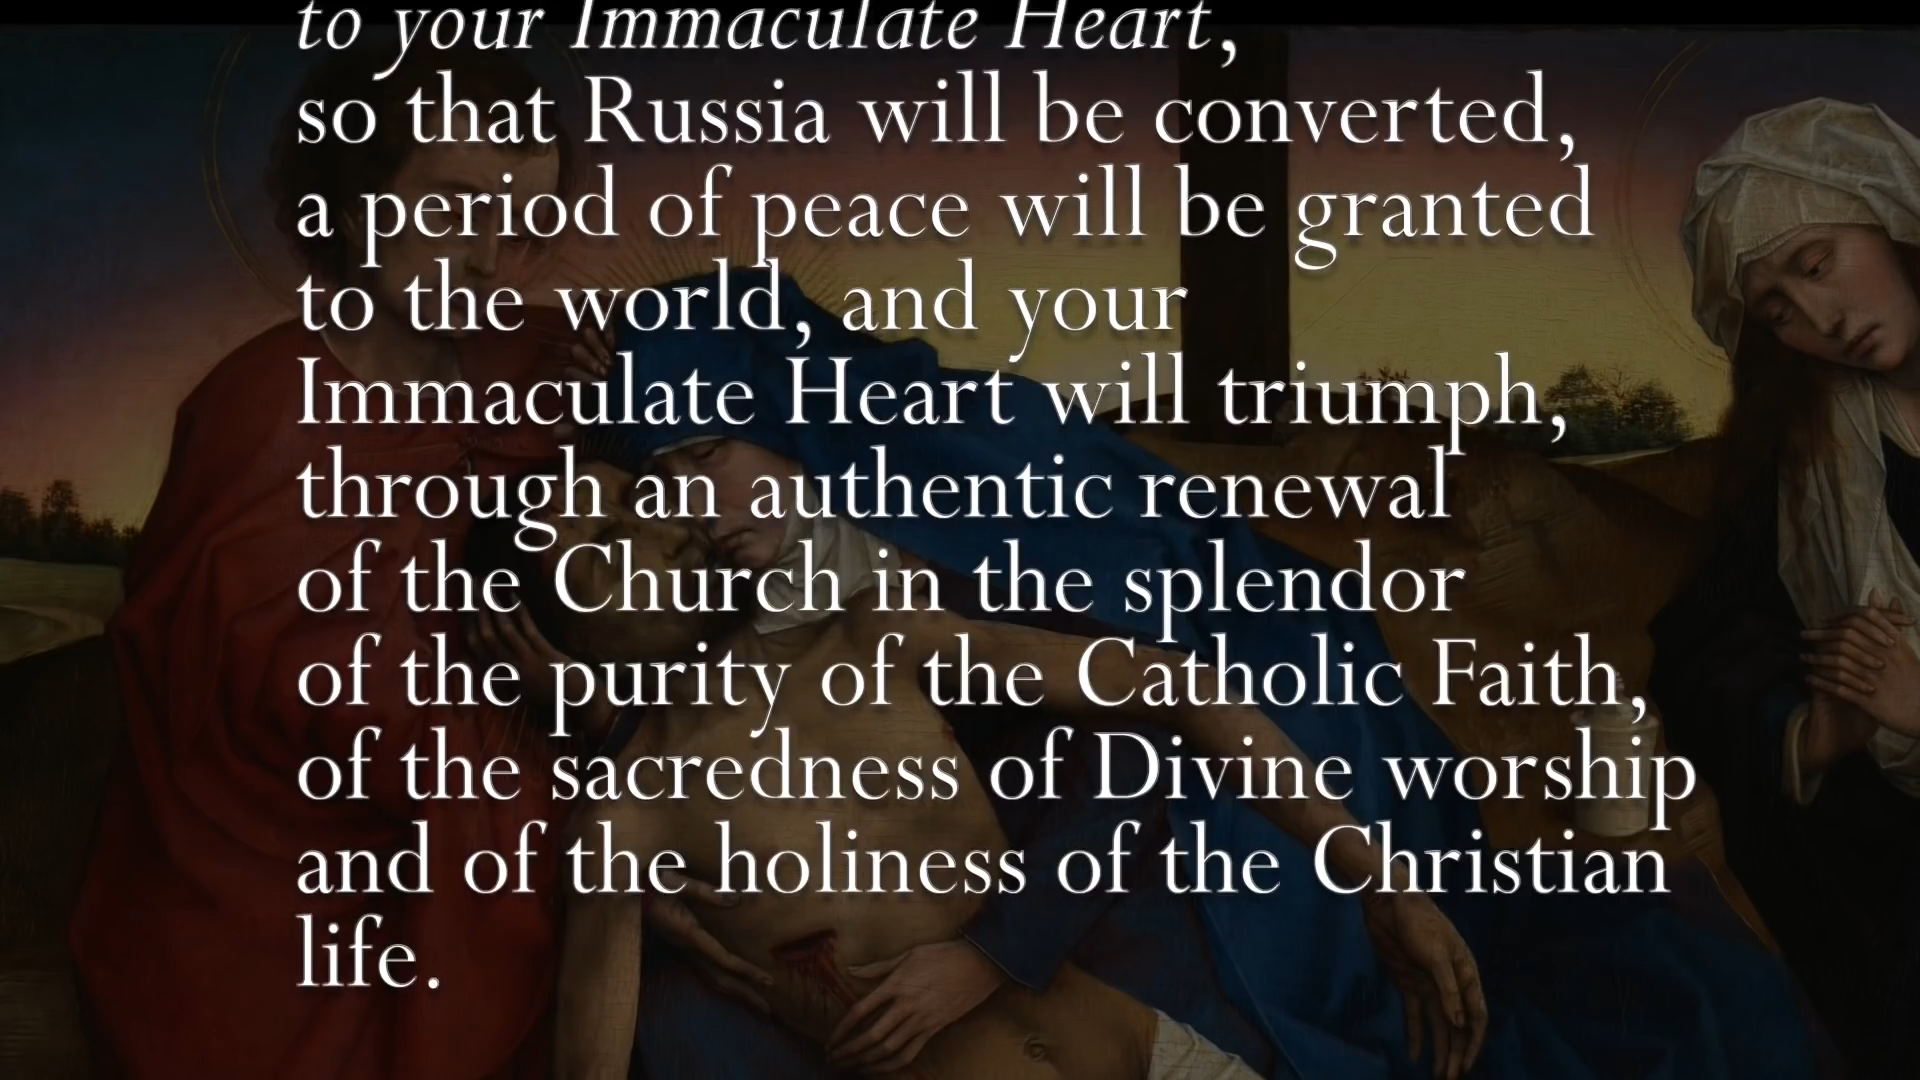 to your Immaculate Heart,
so that Russia will be converted,
a period of peace will be granted
to the world, and your
Immaculate Heart will triumph,
through an authentic renewal
of the Church in the splendor
of the purity of the Catholic Faith,
of the sacredness of Divine worship
and of the holiness of the Christian
life.